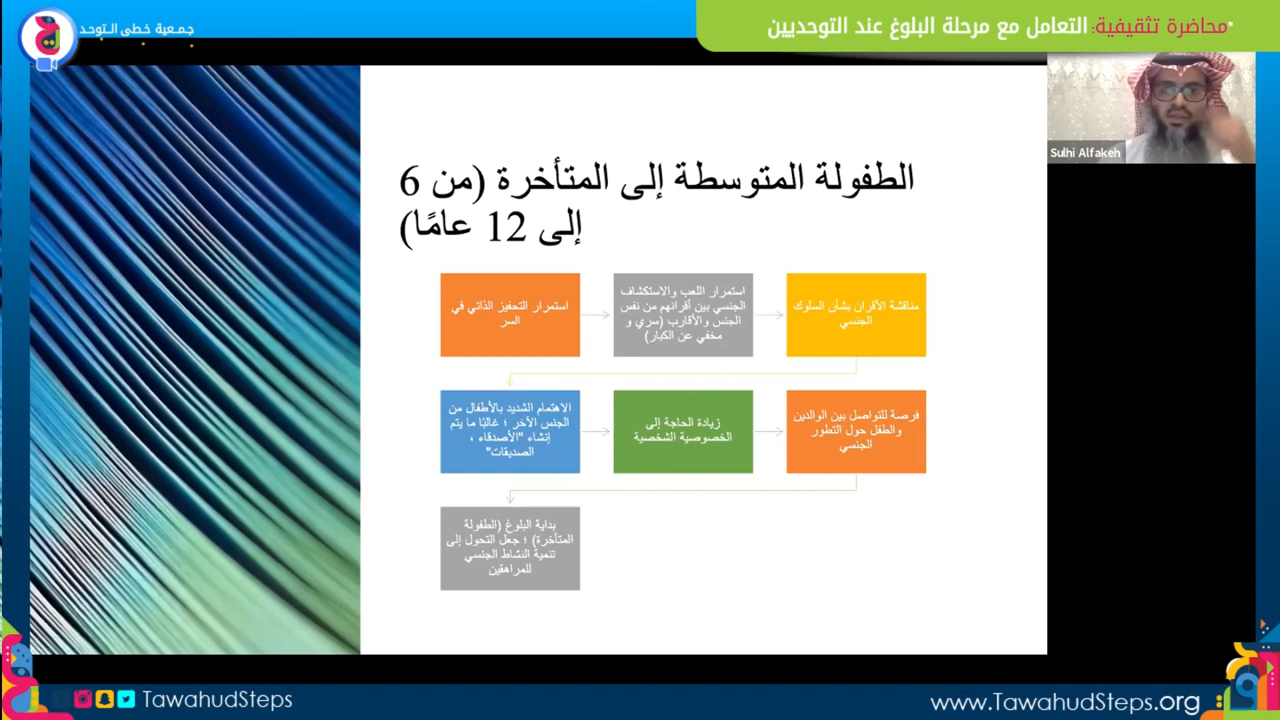 •محاضرة تثقيفية: التعامل مع مرحلة البلوغ عند التوحديين
جمعية خطى التوحد
Sulhi Alfakeh
الطفولة المتوسطة إلى المتأخرة (من 6
إلى 12 عامًا)
استمرار التحفيز الذاتي في
السر
استمرار اللعب والاستكشاف
الجنسي بين أقرانهم من نفس
الجنس والأقارب (سري و
مخفي عن الكبار)
مناقشة الأقران بشأن السلوك
الجنسي
الاهتمام الشديد بالأطفال من
الجنس الآخر ؛ غالبًا ما يتم
إنشاء "الأصدقاء ،
الصديقات"
زيادة الحاجة إلى
الخصوصية الشخصية
فرصة للتواصل بين الوالدين
والطفل حول التطور
الجنسي
بداية البلوغ (الطفولة
المتأخرة) ؛ جعل التحول إلى
تنمية النشاط الجنسي
للمراهقين
TawahudSteps
www.TawahudSteps.org